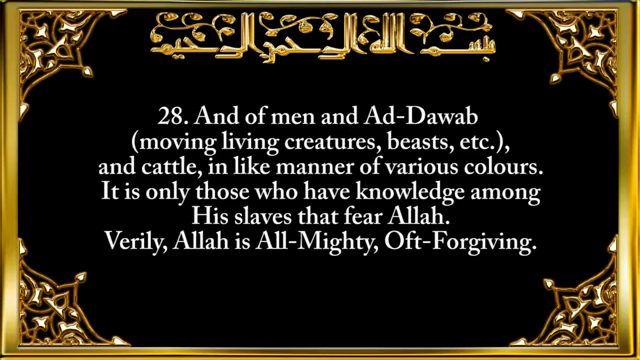 بسم الله الرحمن الرحيم
28. And of men and Ad-Dawab
(moving living creatures, beasts, etc.),
and cattle, in like manner of various colours.
It is only those who have knowledge among
His slaves that fear Allah.
Verily, Allah is All-Mighty, Oft-Forgiving.